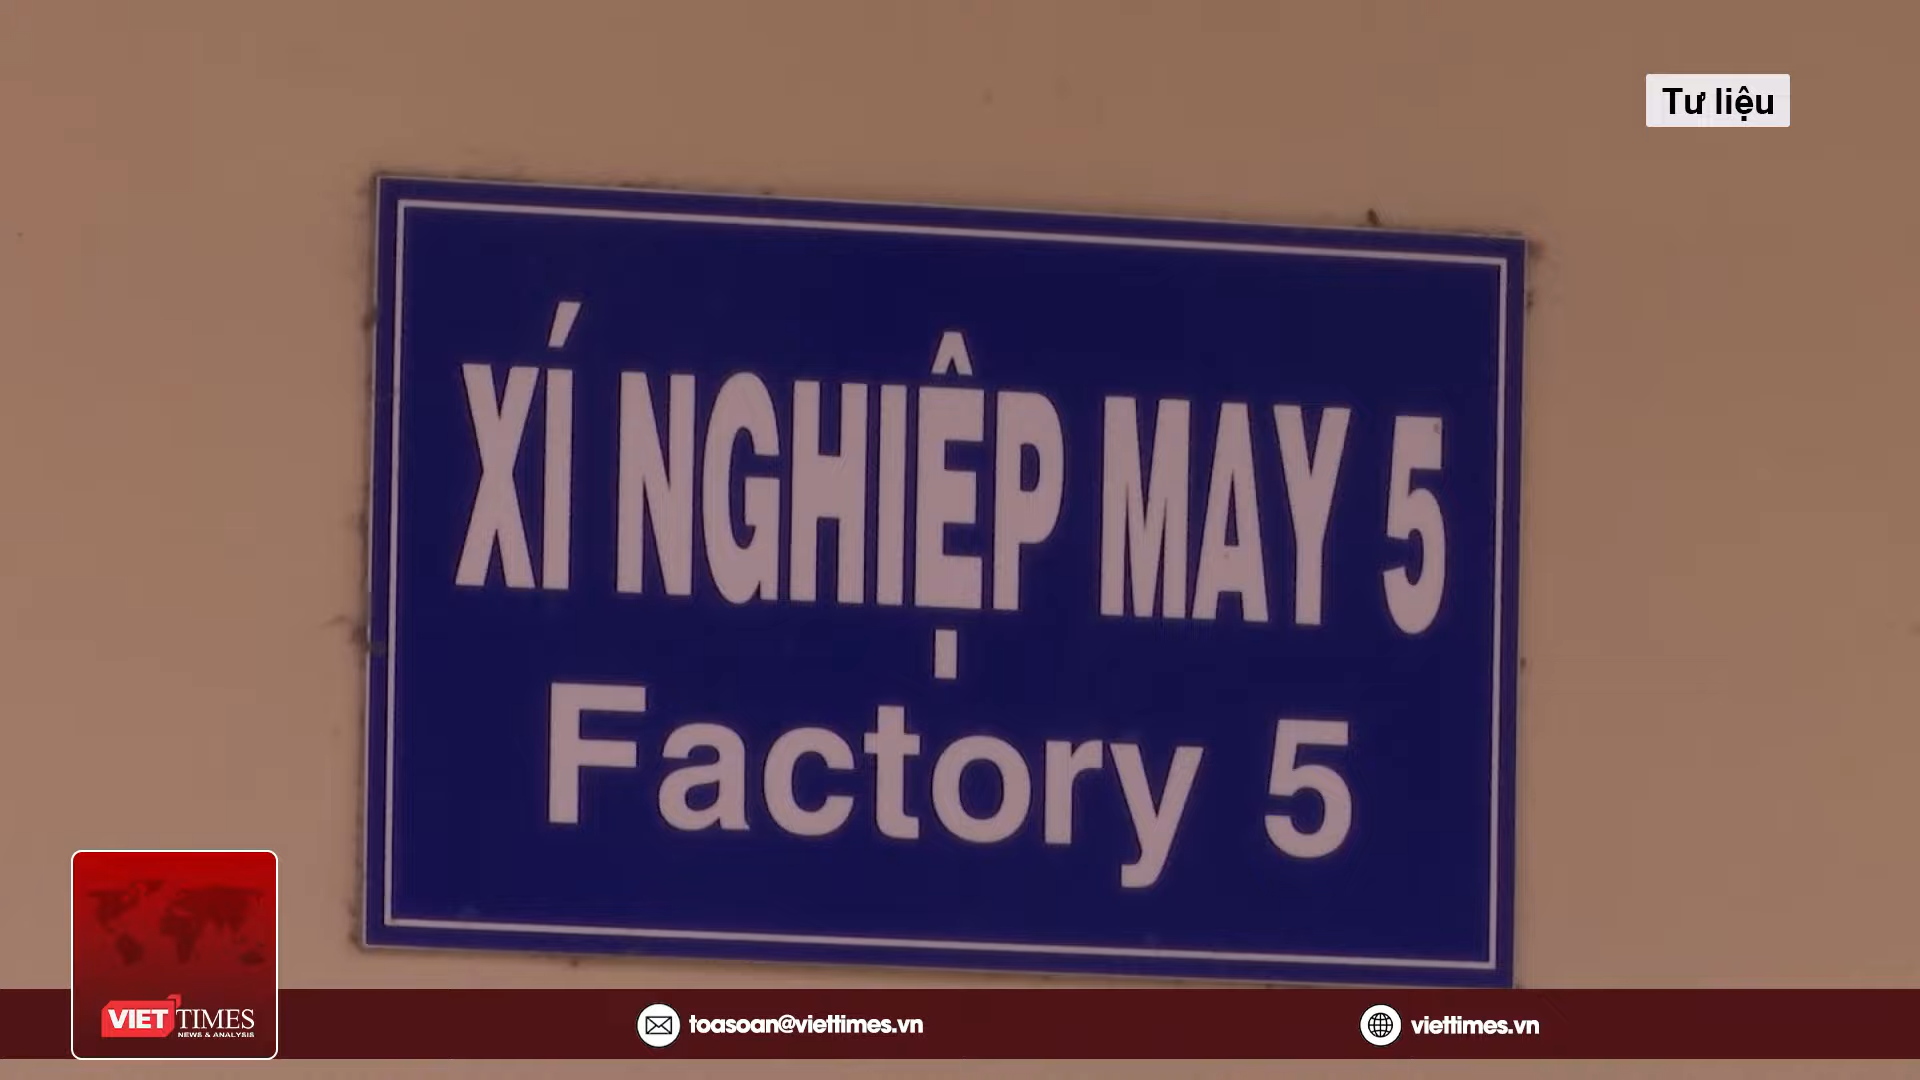 Tư liệu
XÍ NGHIỆP MAY 5
Factory 5
VIETTIMES
NEWS & ANALYSIS
toasoan@viettimes.vn
viettimes.vn